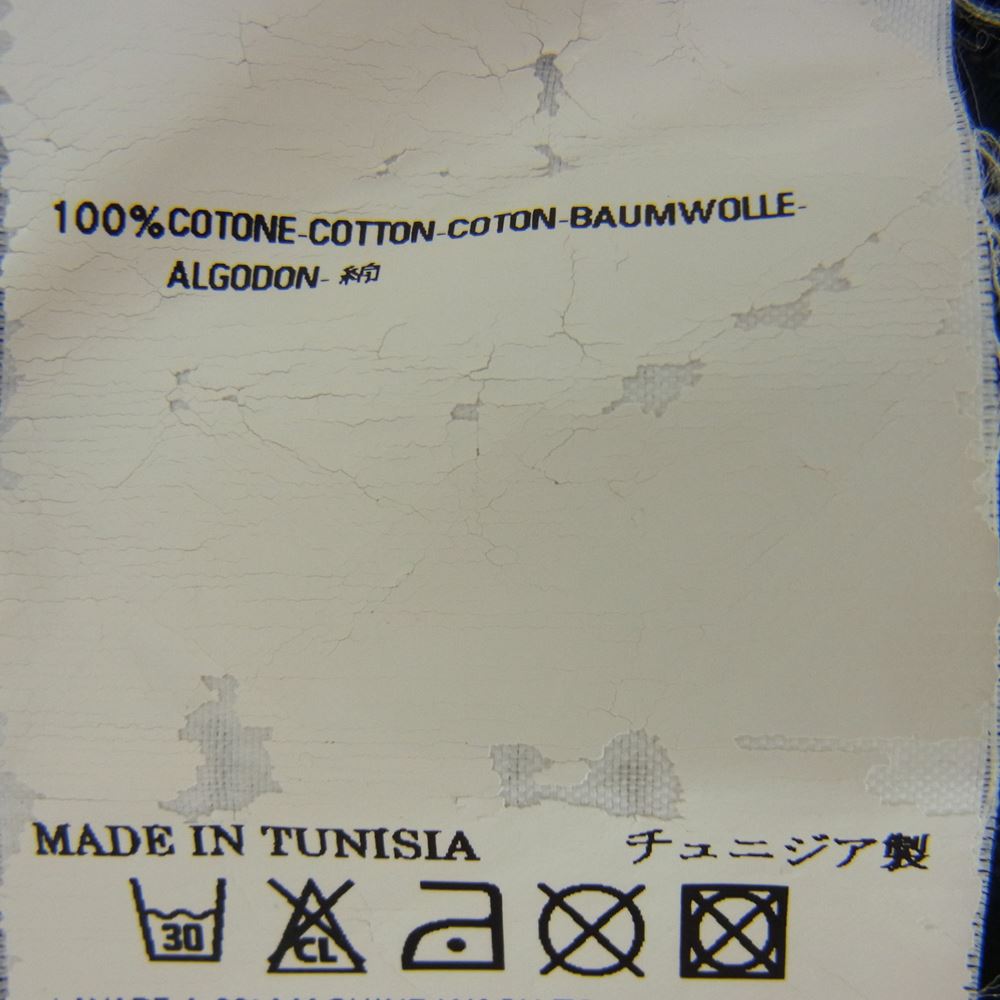 100% COTONE-COTTON-COTON-BAUMWOLLE-
ALGODON- 綿
MADE IN TUNISIA チュニジア製
30 CL